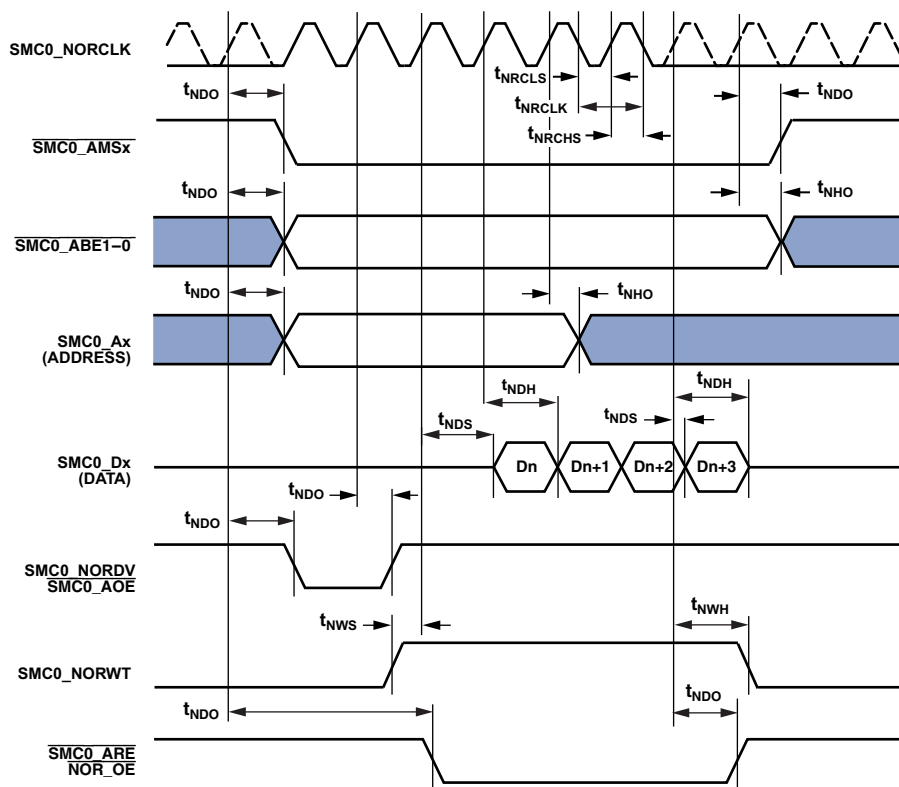 SMC0_NORCLK
tNRCLS
tNDO
tNRCLK
tNDO
tNRCHS
SMC0_AMSx
tNDO
tNHO
SMC0_ABE1–0
tNDO
tNHO
SMC0_Ax
(ADDRESS)
tNDH
tNDH
tNDS
tNDS
SMC0_Dx
(DATA)
Dn
Dn+1
Dn+2
Dn+3
tNDO
tNDO
SMC0_NORDV
SMC0_AOE
tNWS
tNWH
SMC0_NORWT
tNDO
tNDO
SMC0_ARE
NOR_OE